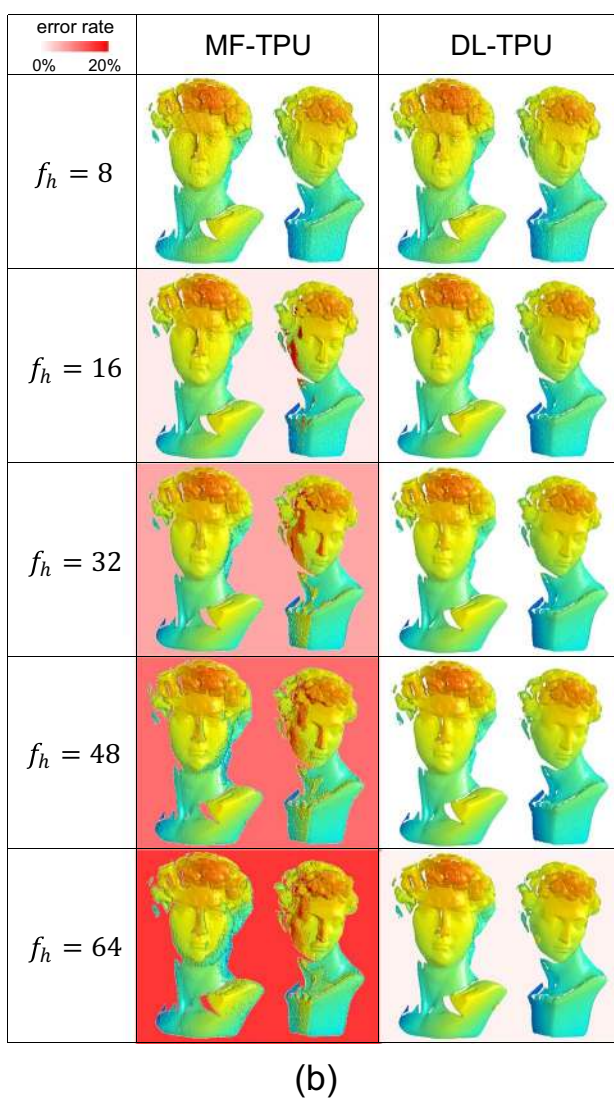 error rate
0% 20%
MF-TPU
DL-TPU
f_h = 8
f_h = 16
f_h = 32
f_h = 48
f_h = 64
(b)